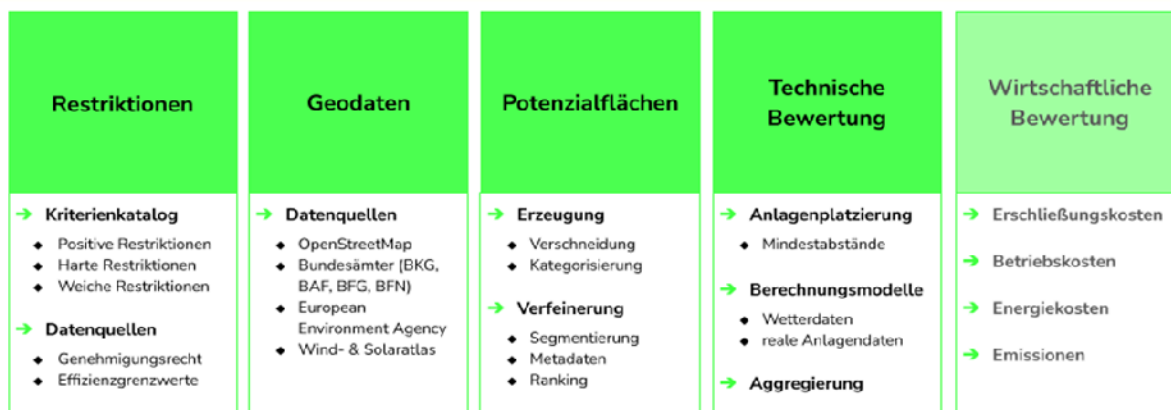 Restriktionen
→ Kriterienkatalog
◆ Positive Restriktionen
◆ Harte Restriktionen
◆ Weiche Restriktionen
→ Datenquellen
◆ Genehmigungsrecht
◆ Effizienzgrenzwerte
Geodaten
→ Datenquellen
◆ OpenStreetMap
◆ Bundesämter (BKG,
BAF, BFG, BFN)
◆ European
Environment Agency
◆ Wind- & Solaratlas
Potenzialflächen
→ Erzeugung
◆ Verschneidung
◆ Kategorisierung
→ Verfeinerung
◆ Segmentierung
◆ Metadaten
◆ Ranking
Technische
Bewertung
→ Anlagenplatzierung
◆ Mindestabstände
→ Berechnungsmodelle
◆ Wetterdaten
◆ reale Anlagendaten
→ Aggregierung
Wirtschaftliche
Bewertung
→ Erschließungskosten
→ Betriebskosten
→ Energiekosten
→ Emissionen